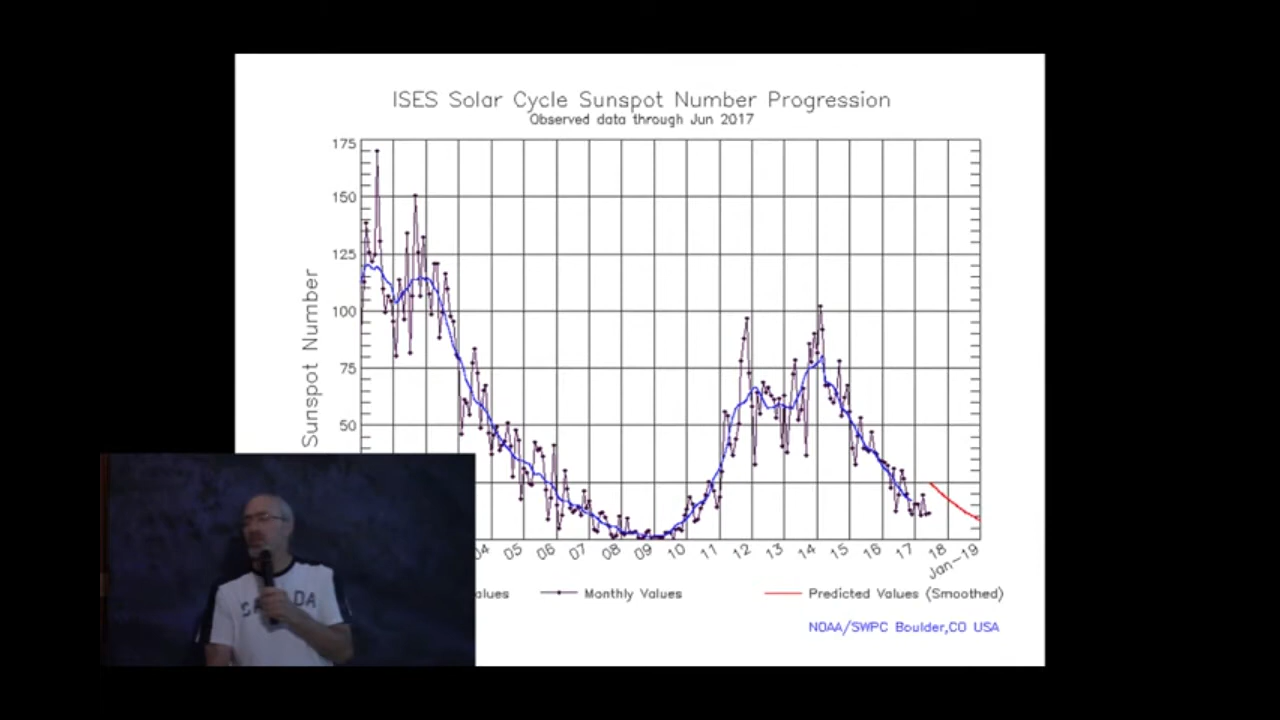 ISES Solar Cycle Sunspot Number Progression
Observed data through Jun 2017
175
150
125
100
75
50
Sunspot Number
04 05 06 07 08 09 10 11 12 13 14 15 16 17 18 Jan-19
Monthly Values
Predicted Values (Smoothed)
NOAA/SWPC Boulder,CO USA